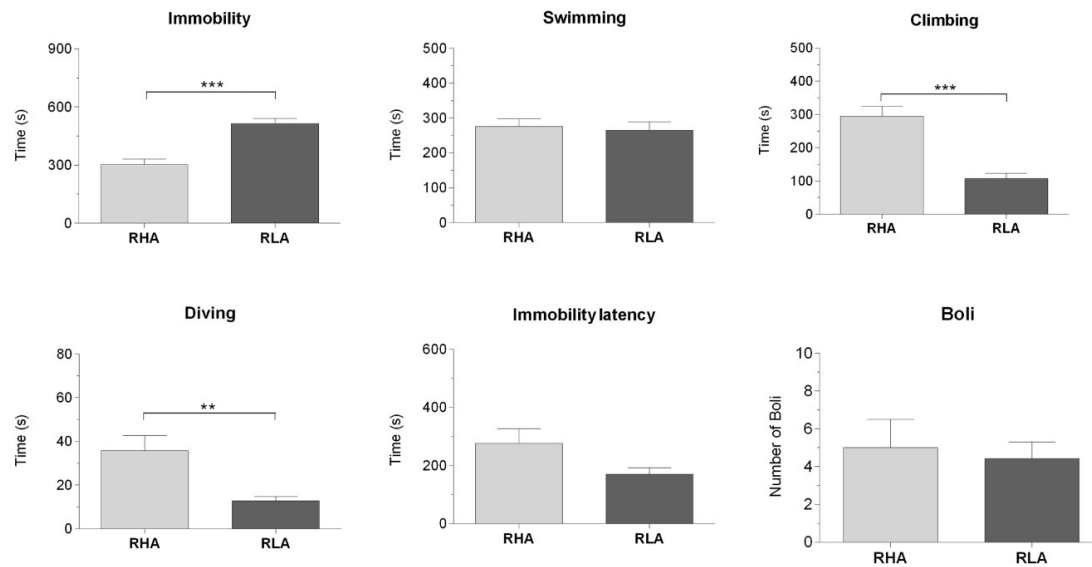 Immobility
900
600
300
0
Time (s)
***
RHA RLA
Swimming
500
400
300
200
100
0
Time (s)
RHA RLA
Climbing
500
400
300
200
100
0
Time (s)
***
RHA RLA
Diving
80
60
40
20
0
Time (s)
**
RHA RLA
Immobility latency
600
400
200
0
Time (s)
RHA RLA
Boli
10
8
6
4
2
0
Number of Boli
RHA RLA